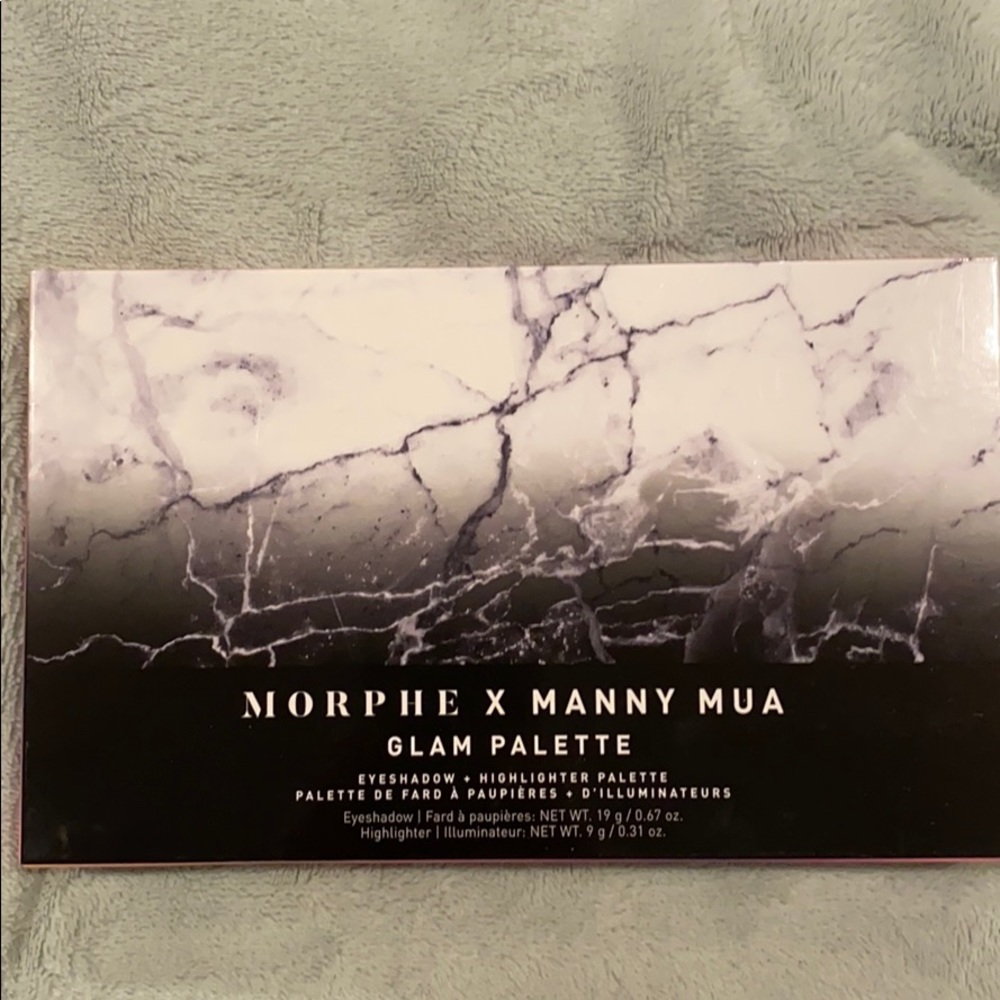 MORPHE X MANNY MUA
GLAM PALETTE
EYESHADOW + HIGHLIGHTER PALETTE
PALETTE DE FARD À PAUPIÈRES + D'ILLUMINATEURS
Eyeshadow | Fard à paupières: NET WT. 19 g / 0.67 oz.
Highlighter | Illuminateur: NET WT. 9 g / 0.31 oz.